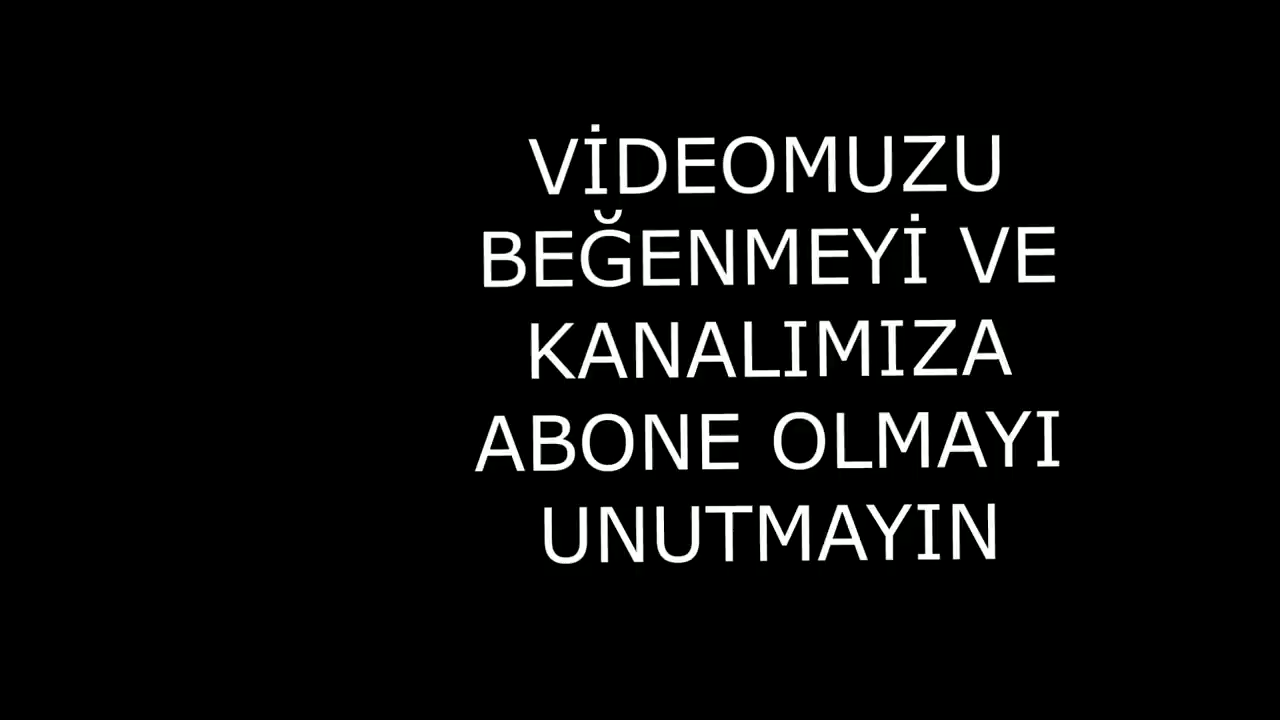 VİDEOMUZU
BEĞENMEYİ VE
KANALIMIZA
ABONE OLMAYI
UNUTMAYIN